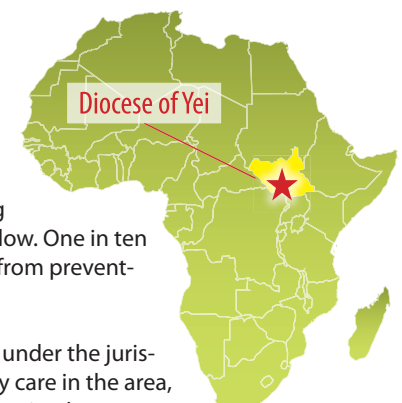 Diocese of Yei
low. One in ten
from prevent-
under the juris-
y care in the area,